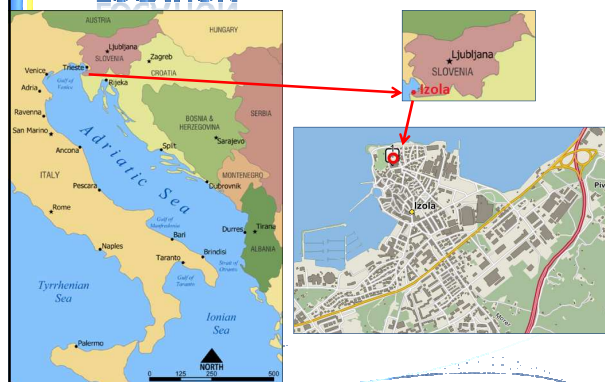 LOCATION
AUSTRIA
HUNGARY
Ljubljana
SLOVENIA
Zagreb
Trieste
Venice
CROATIA
Gulf of
Venice
Rijeka
Adria
Ravenna
BOSNIA &
HERZEGOVINA
SERBIA
San Marino
Adriatic Sea
Split
Sarajevo
Ancona
MONTENEGRO
ITALY
Pescara
Dubrovnik
Rome
Gulf of
Manfredonia
Bari
Durres
Tirana
Naples
Brindisi
ALBANIA
Taranto
Strait of
Otranto
Gulf of
Taranto
Tyrrhenian
Sea
Ionian
Sea
Palermo
NORTH
0 125 250 500
Ljubljana
SLOVENIA
Izola
Izola
Piv
Morer